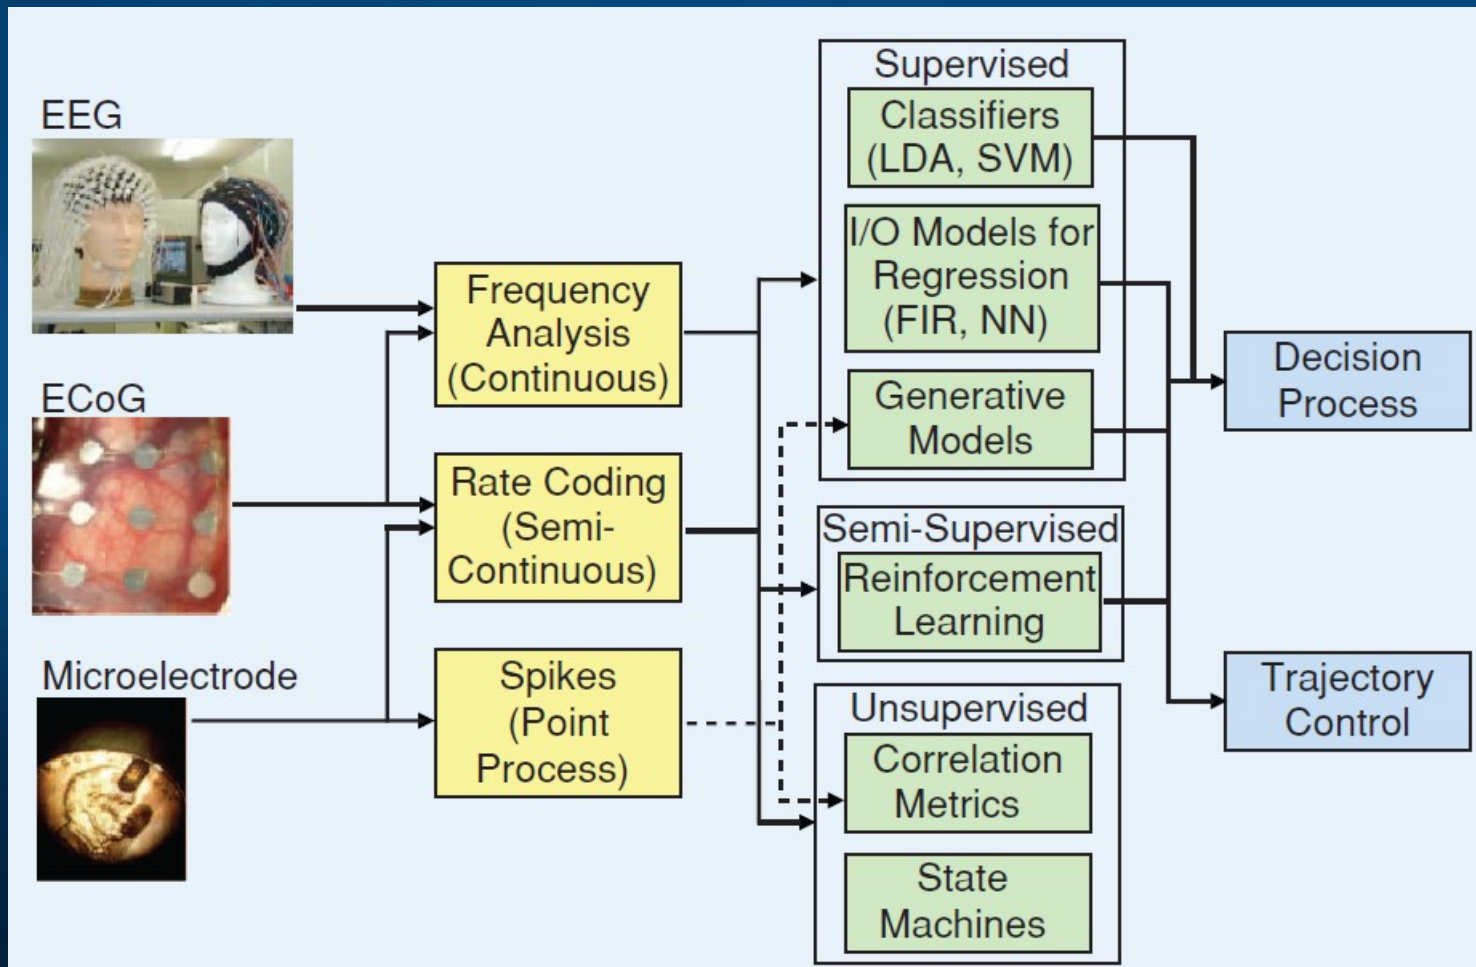 EEG
ECoG
Microelectrode
Frequency
Analysis
(Continuous)
Rate Coding
(Semi-
Continuous)
Spikes
(Point
Process)
Supervised
Classifiers
(LDA, SVM)
I/O Models for
Regression
(FIR, NN)
Generative
Models
Semi-Supervised
Reinforcement
Learning
Unsupervised
Correlation
Metrics
State
Machines
Decision
Process
Trajectory
Control